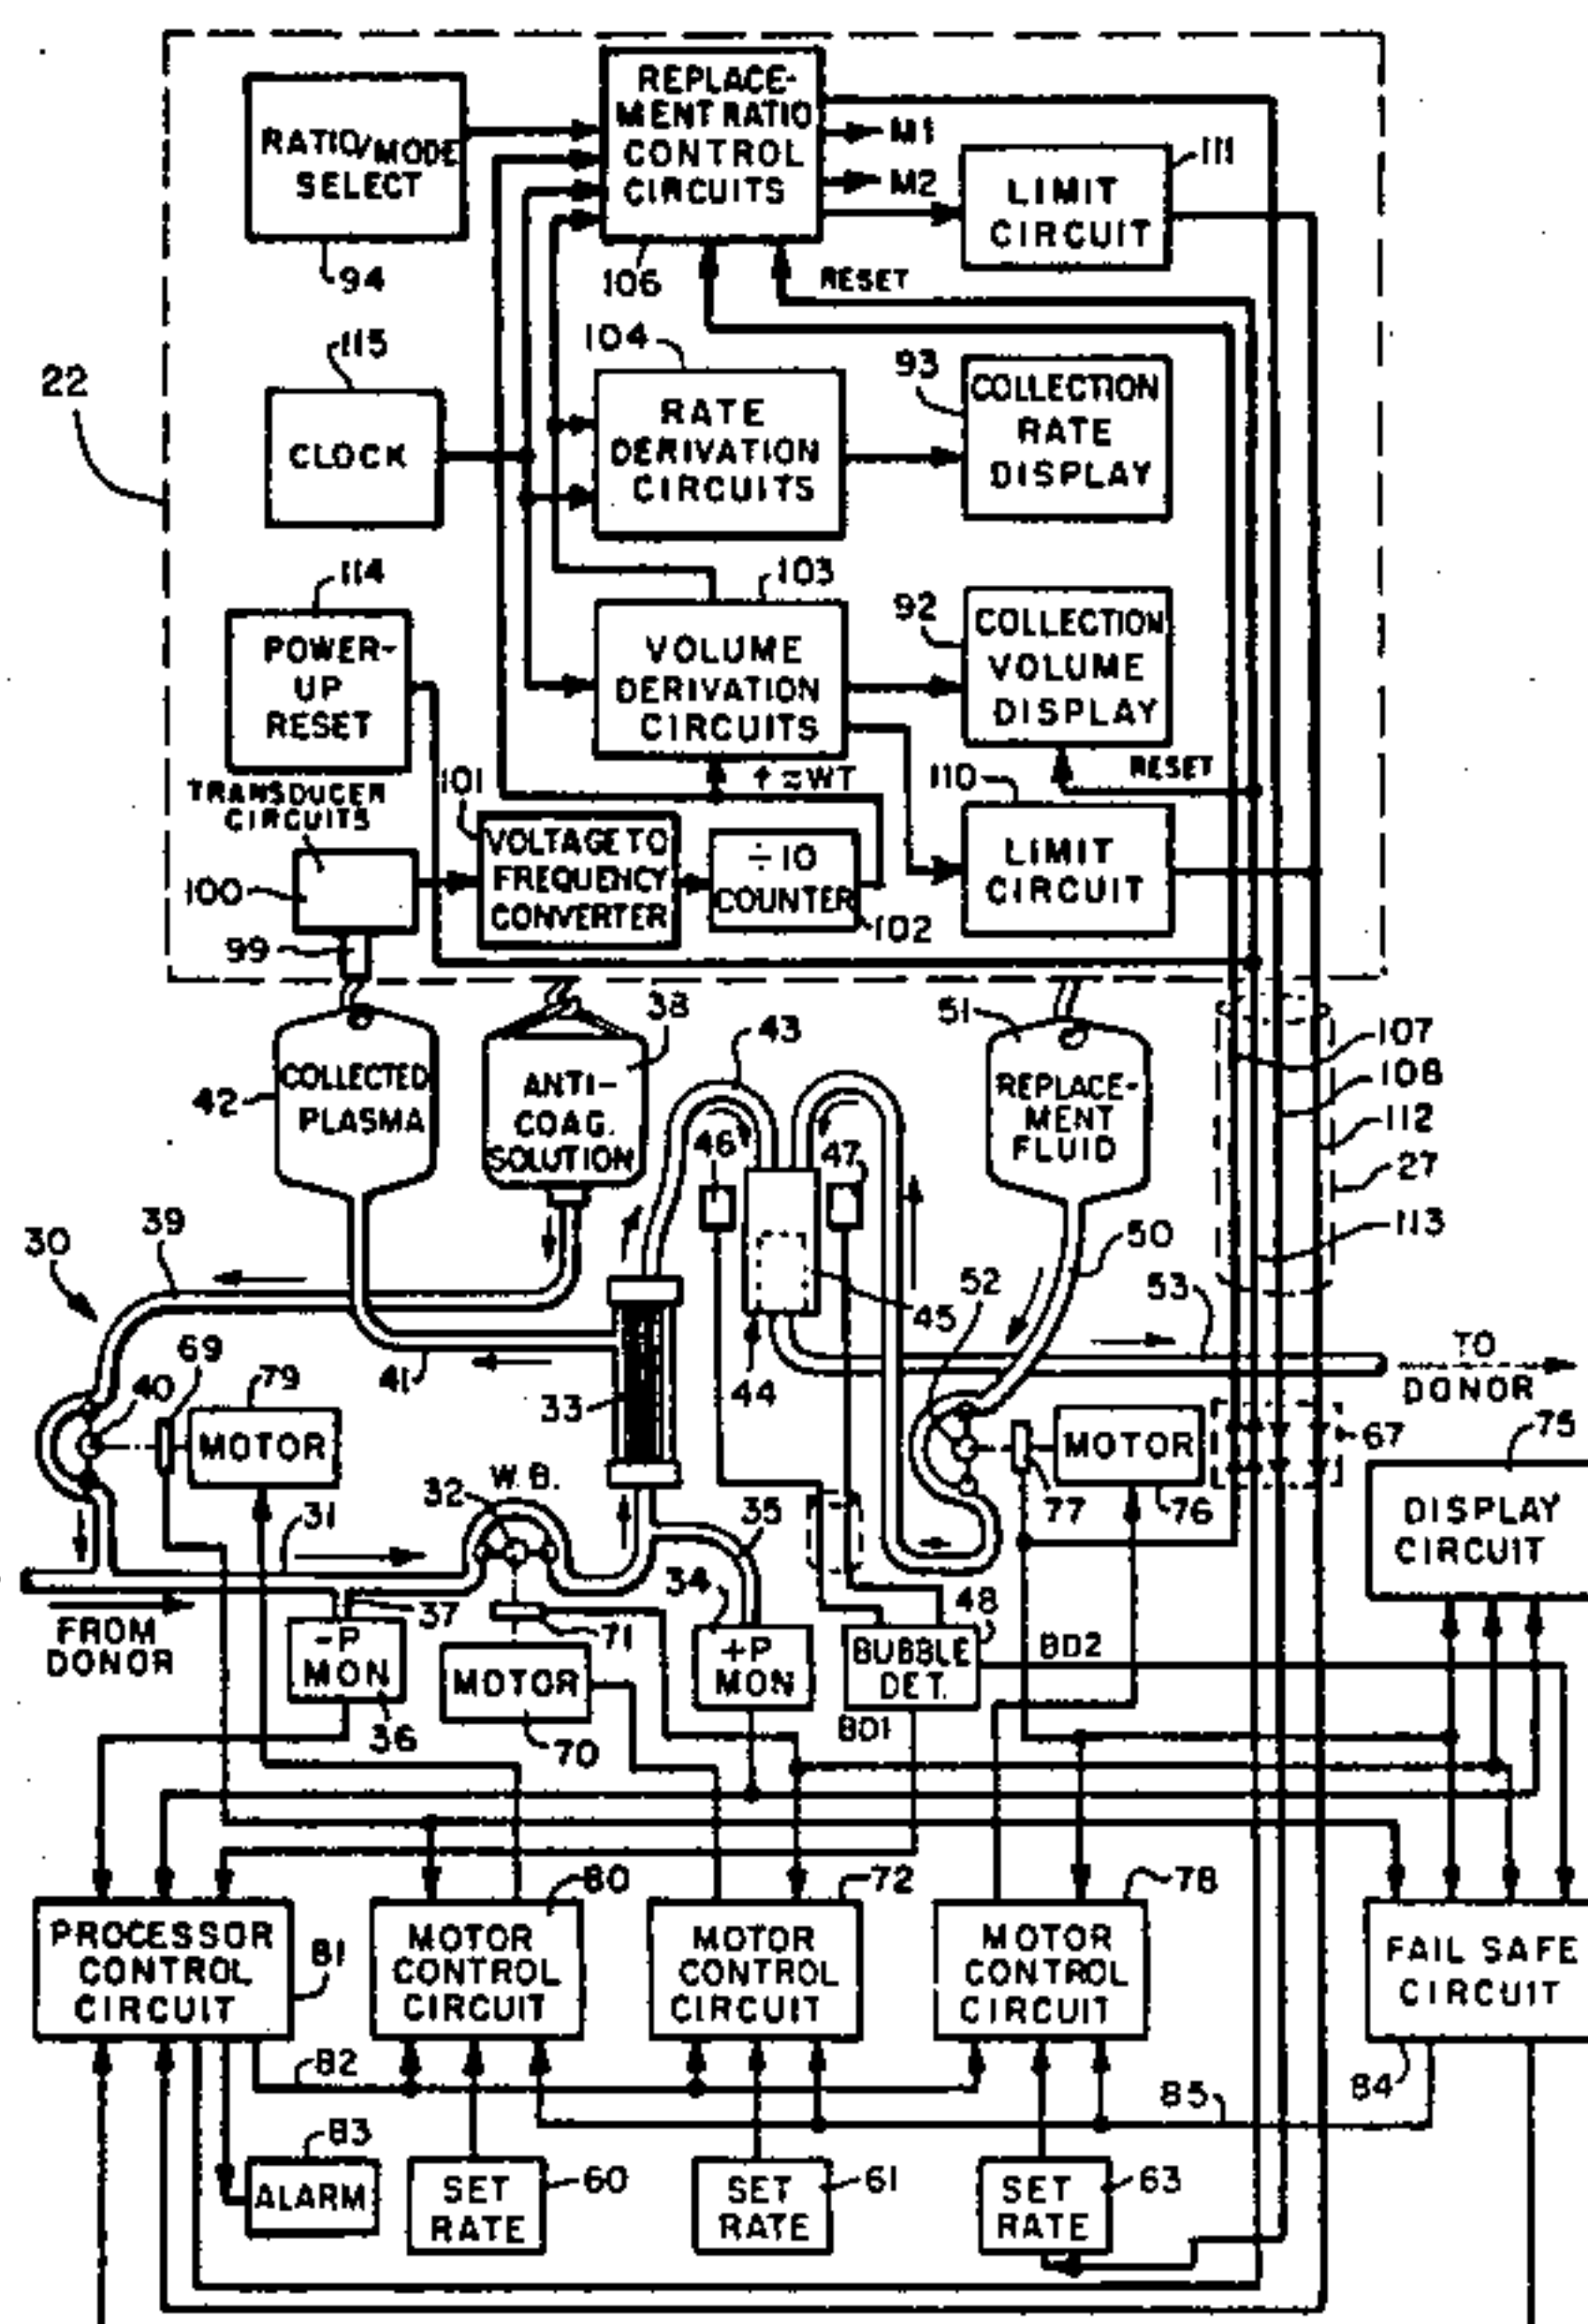 REPLACE-
MENT RATIO
CONTROL
CIRCUITS
106
RATIO/MODE
SELECT
94
M1
M2
LIMIT
CIRCUIT
111
RESET
115
CLOCK
22
104
RATE
DERIVATION
CIRCUITS
93
COLLECTION
RATE
DISPLAY
114
POWER-
UP
RESET
103
VOLUME
DERIVATION
CIRCUITS
92
COLLECTION
VOLUME
DISPLAY
RESET
TRANSDUCER
CIRCUITS
100
99
101
VOLTAGE TO
FREQUENCY
CONVERTER
÷10
COUNTER
102
↑ = WT
110
LIMIT
CIRCUIT
COLLECTED
PLASMA
42
38
ANTI-
COAG.
SOLUTION
43
51
REPLACE-
MENT
FLUID
107
108
112
27
113
46
47
39
30
50
53
52
45
44
41
33
TO
DONOR
69
79
40
MOTOR
MOTOR
77
76
67
75
DISPLAY
CIRCUIT
W.B.
32
31
35
34
FROM
DONOR
37
-P
MON
36
71
MOTOR
70
+P
MON
BUBBLE
DET.
48
BD2
BD1
PROCESSOR
CONTROL
CIRCUIT
81
80
MOTOR
CONTROL
CIRCUIT
72
MOTOR
CONTROL
CIRCUIT
78
MOTOR
CONTROL
CIRCUIT
FAIL SAFE
CIRCUIT
84
82
85
83
ALARM
SET
RATE
60
SET
RATE
61
SET
RATE
63